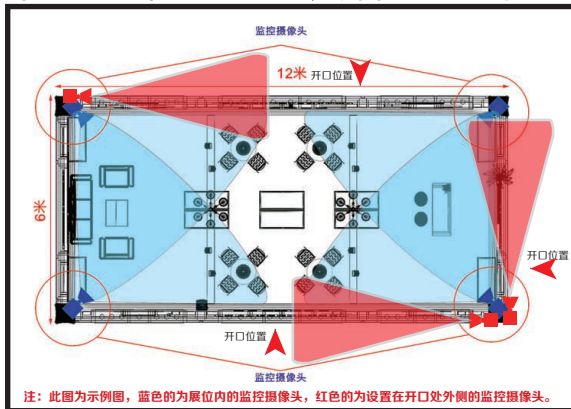 监控摄像头
12米 开口位置
6米
开口位置
开口位置
监控摄像头
注：此图为示例图，蓝色的为展位内的监控摄像头，红色的为设置在开口处外侧的监控摄像头。